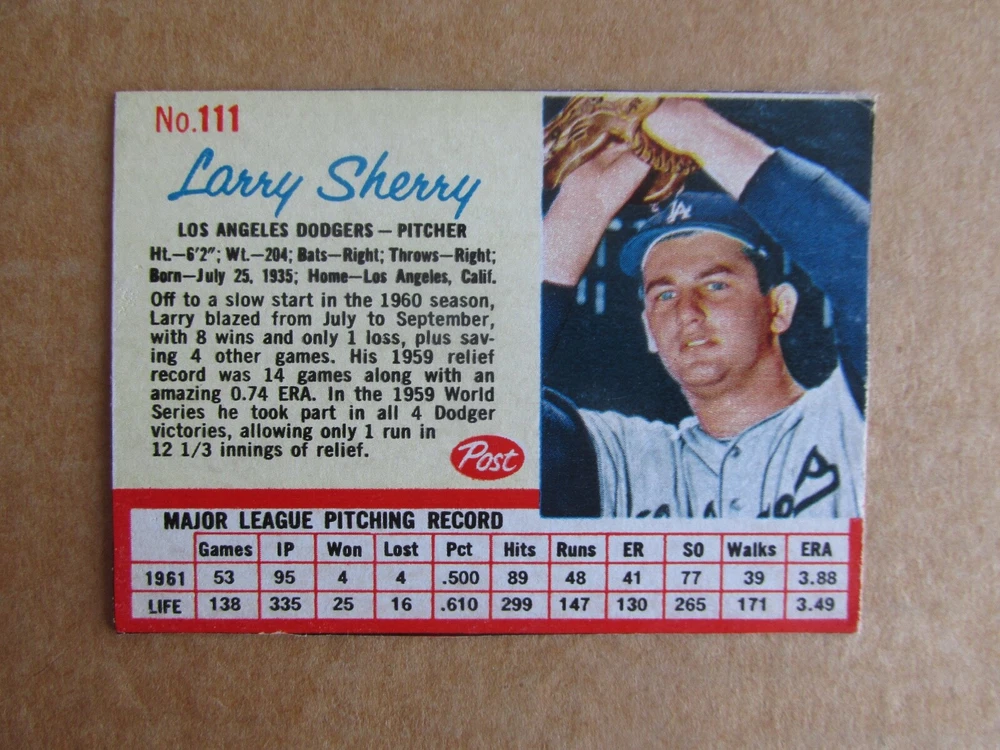 No.111
Larry Sherry
LOS ANGELES DODGERS — PITCHER
Ht.—6'2"; Wt.—204; Bats—Right; Throws—Right;
Born—July 25, 1935; Home—Los Angeles, Calif.
Off to a slow start in the 1960 season,
Larry blazed from July to September,
with 8 wins and only 1 loss, plus sav-
ing 4 other games. His 1959 relief
record was 14 games along with an
amazing 0.74 ERA. In the 1959 World
Series he took part in all 4 Dodger
victories, allowing only 1 run in
12 1/3 innings of relief.
Post
LA
MAJOR LEAGUE PITCHING RECORD
Games IP Won Lost Pct Hits Runs ER SO Walks ERA
1961 53 95 4 4 .500 89 48 41 77 39 3.88
LIFE 138 335 25 16 .610 299 147 130 265 171 3.49